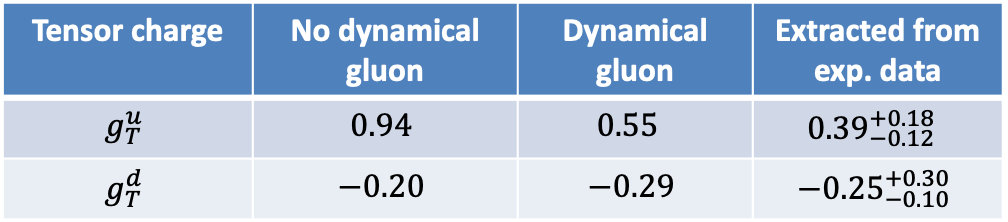 Tensor charge No dynamical gluon Dynamical gluon Extracted from exp. data
$g_T^u$ 0.94 0.55 $0.39^{+0.18}_{-0.12}$
$g_T^d$ −0.20 −0.29 $-0.25^{+0.30}_{-0.10}$